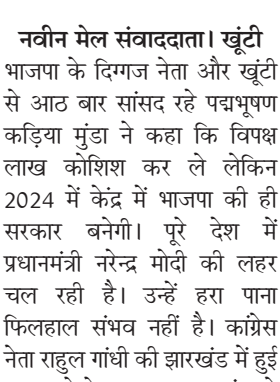 नवीन मेल संवाददाता। खूंटी
भाजपा के दिग्गज नेता और खूंटी
से आठ बार सांसद रहे पद्मभूषण
कड़िया मुंडा ने कहा कि विपक्ष
लाख कोशिश कर ले लेकिन
2024 में केंद्र में भाजपा की ही
सरकार बनेगी। पूरे देश में
प्रधानमंत्री नरेन्द्र मोदी की लहर
चल रही है। उन्हें हरा पाना
फिलहाल संभव नहीं है। कांग्रेस
नेता राहुल गांधी की झारखंड में हुई